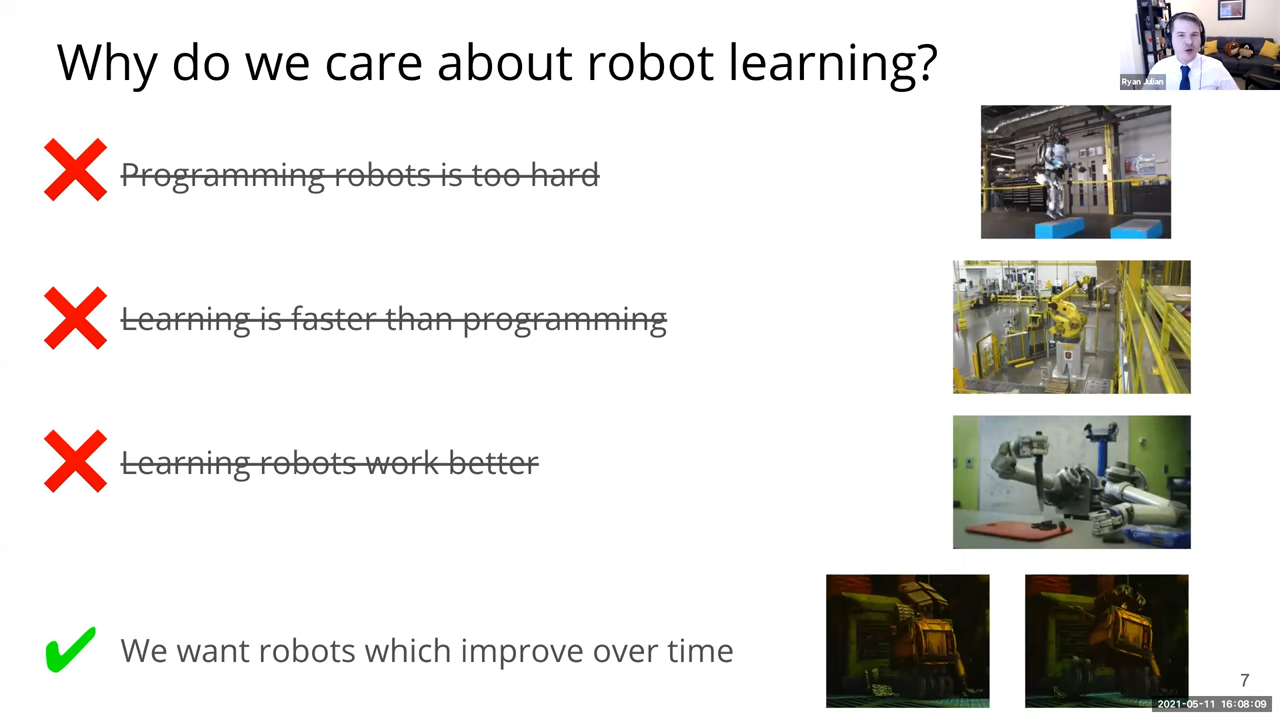 Why do we care about robot learning?
Ryan Julian
Programming robots is too hard
Learning is faster than programming
Learning robots work better
We want robots which improve over time
7
2021-05-11 16:08:09